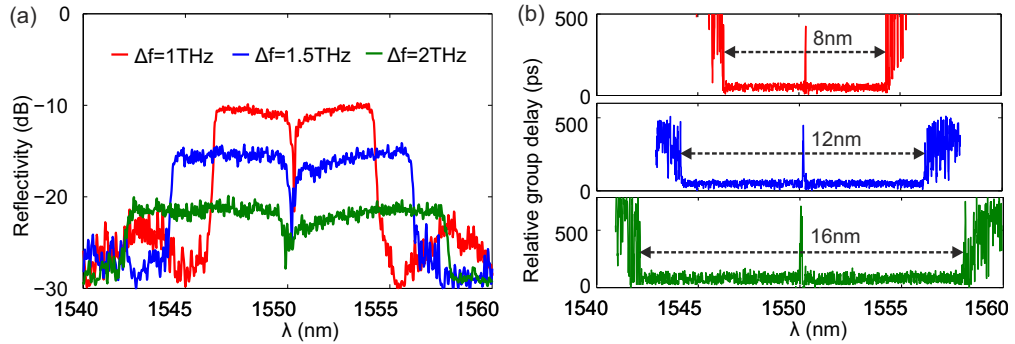 (a)
0
−10
−20
−30
Reflectivity (dB)
Δf=1THz Δf=1.5THz Δf=2THz
1540 1545 1550 1555 1560
λ (nm)
(b)
Relative group delay (ps)
500
0
8nm
500
0
12nm
500
0
16nm
1540 1545 1550 1555 1560
λ (nm)